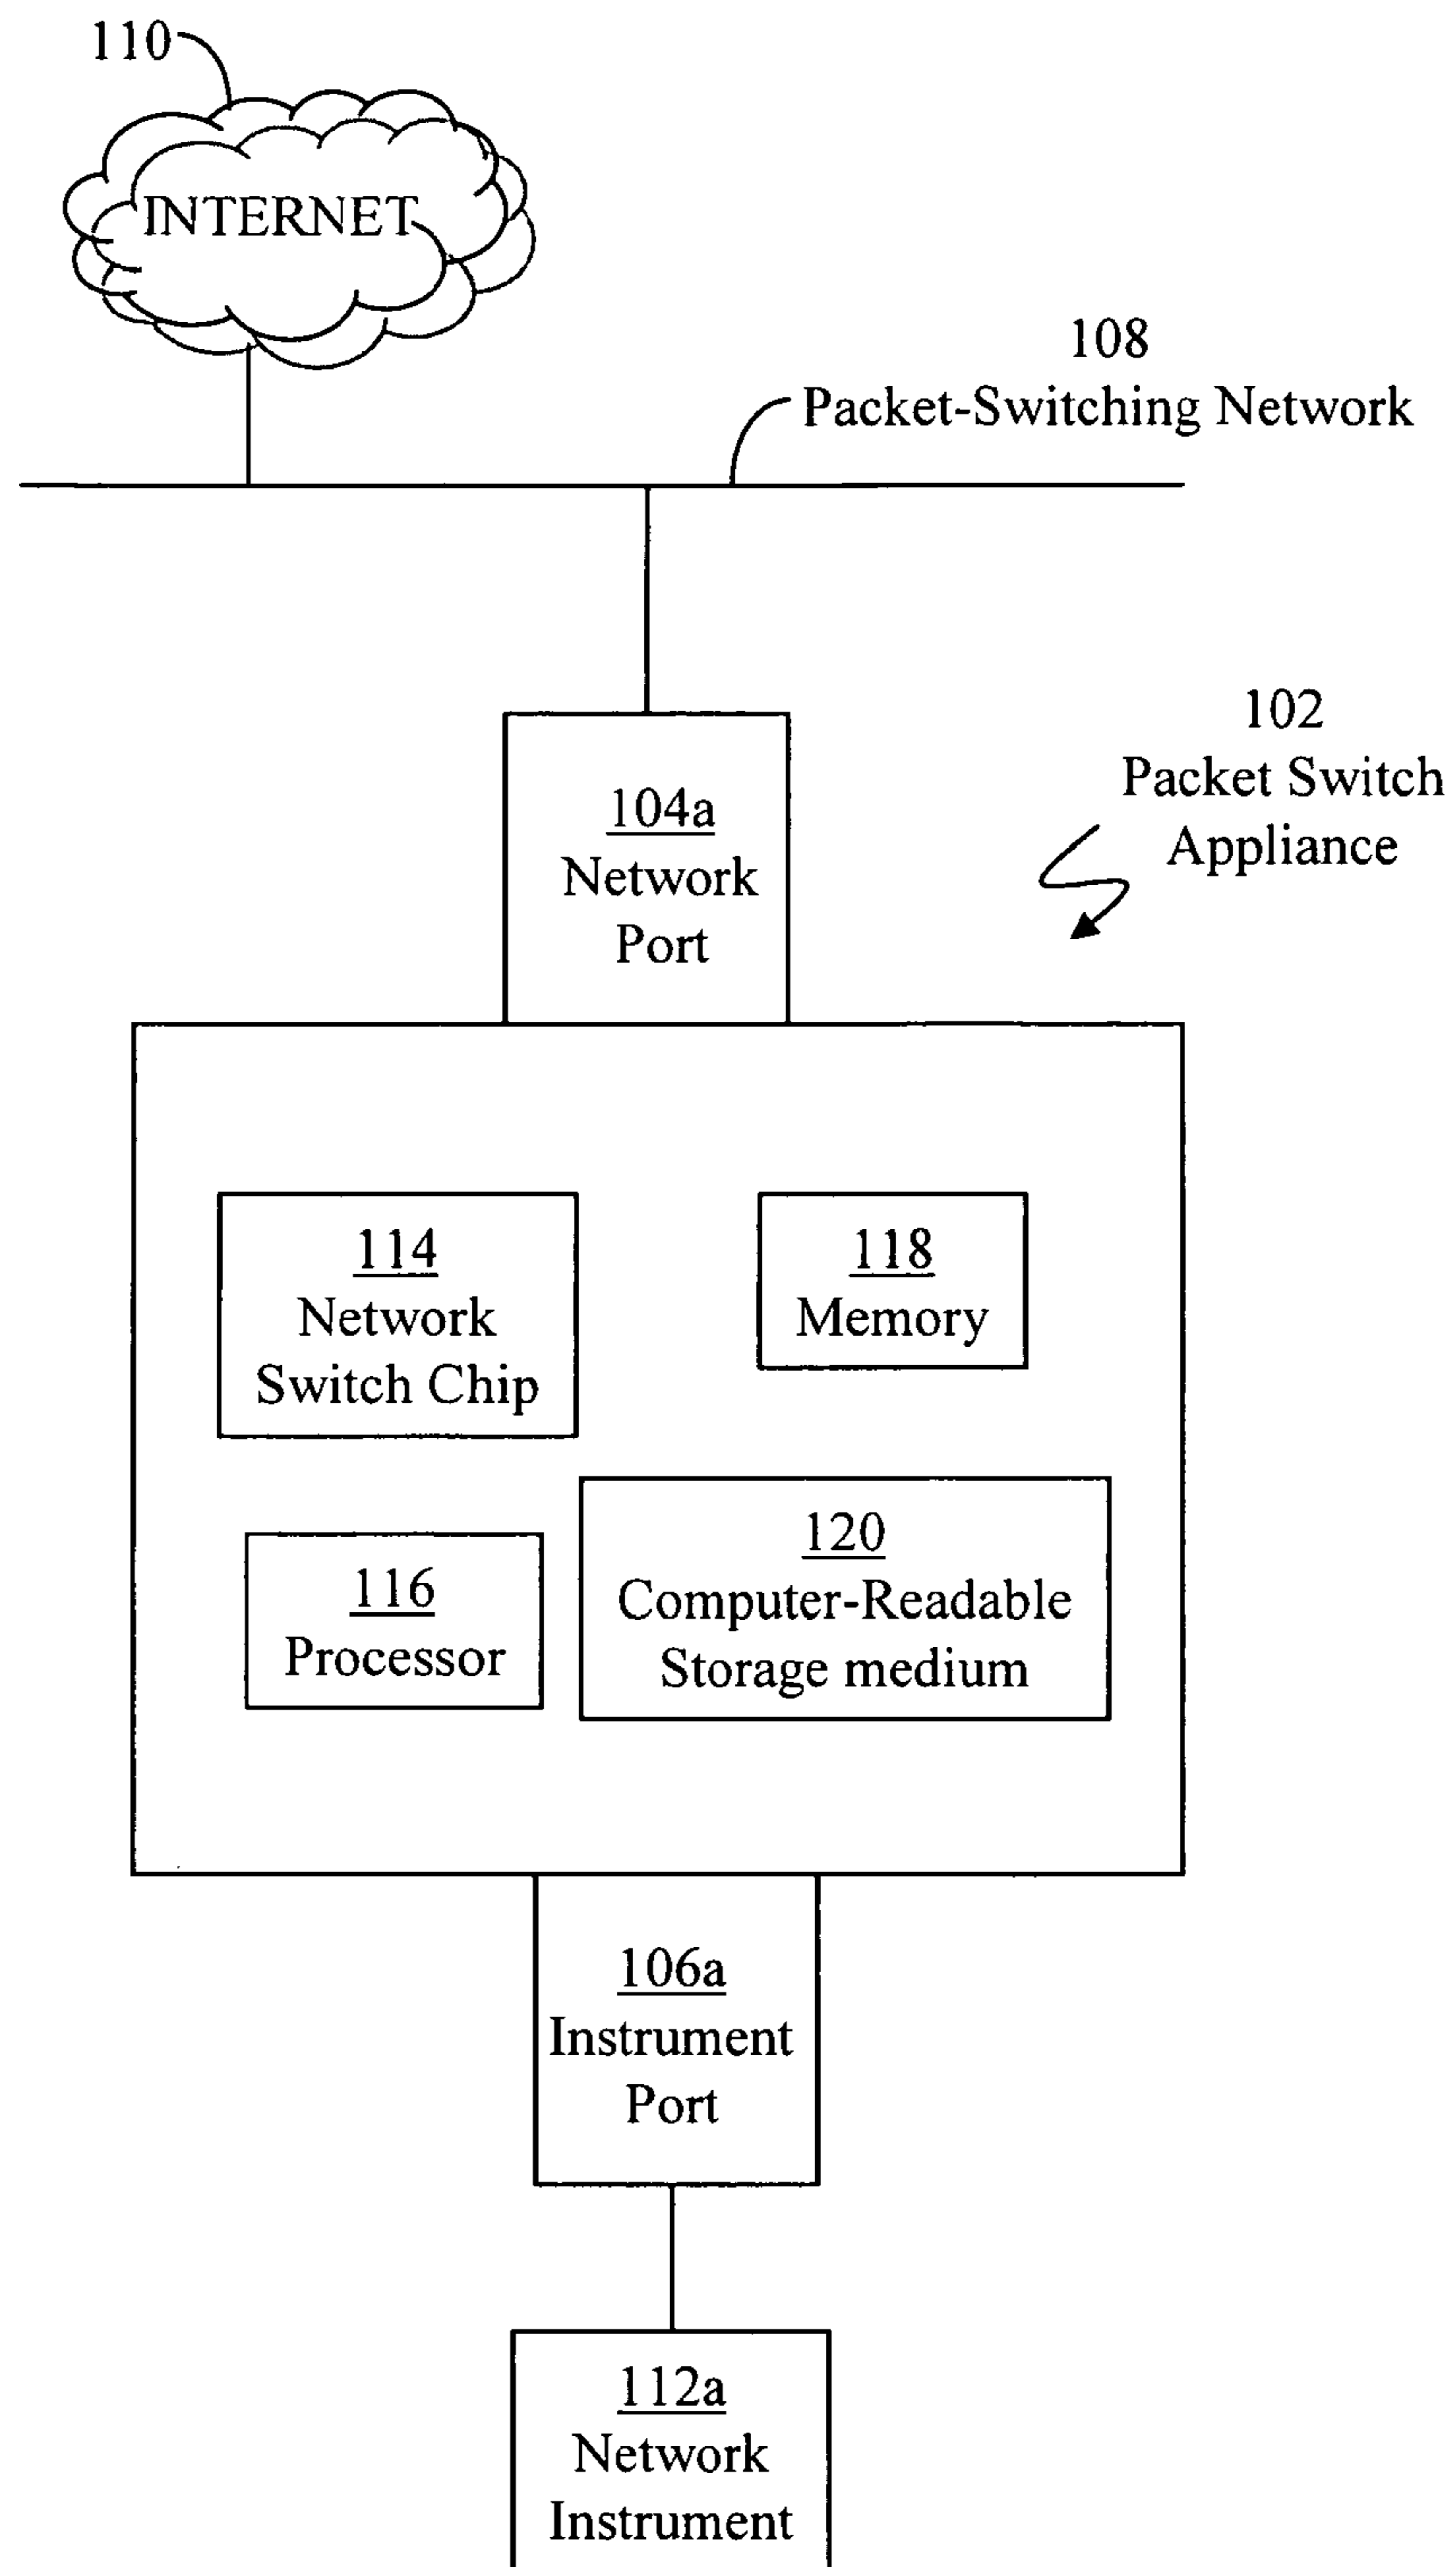 110
INTERNET
108
Packet-Switching Network
102
Packet Switch
Appliance
104a
Network
Port
114
Network
Switch Chip
118
Memory
116
Processor
120
Computer-Readable
Storage medium
106a
Instrument
Port
112a
Network
Instrument